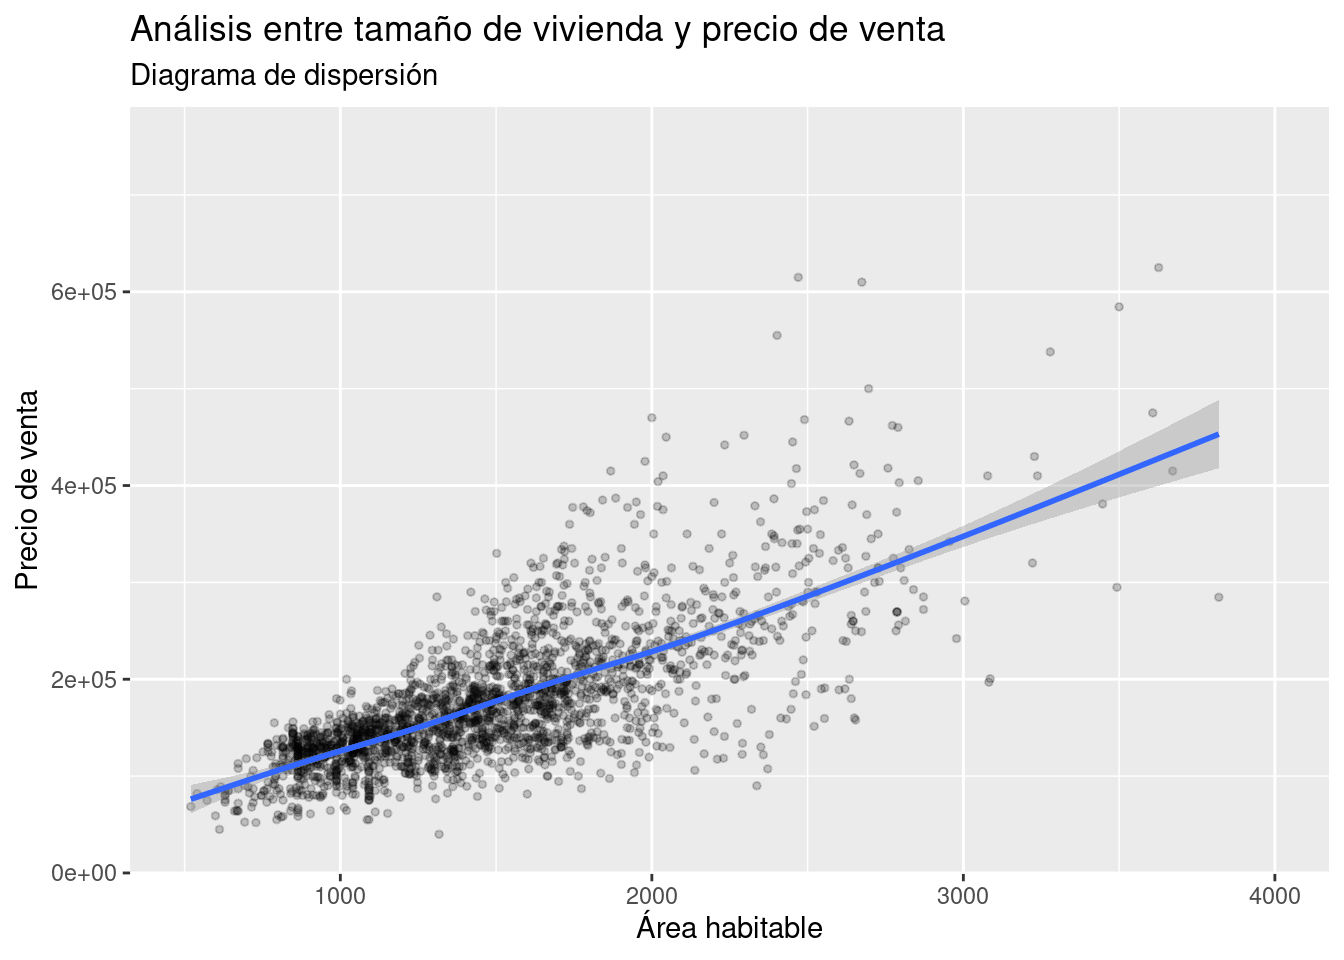 Análisis entre tamaño de vivienda y precio de venta
Diagrama de dispersión
Precio de venta
6e+05
4e+05
2e+05
0e+00
1000
2000
3000
4000
Área habitable